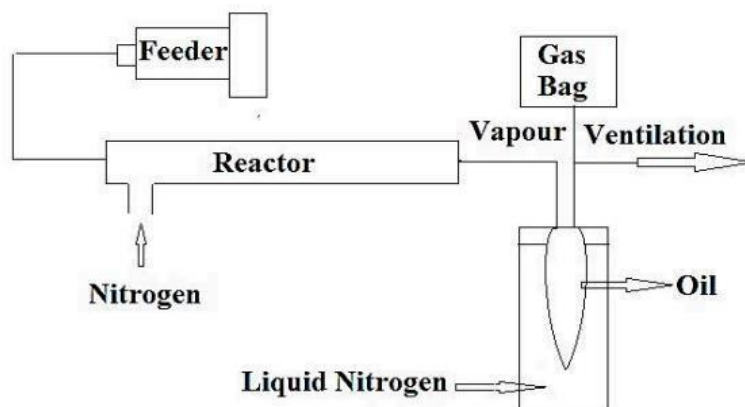 Feeder
Gas
Bag
Vapour
Ventilation
Reactor
Nitrogen
Oil
Liquid Nitrogen